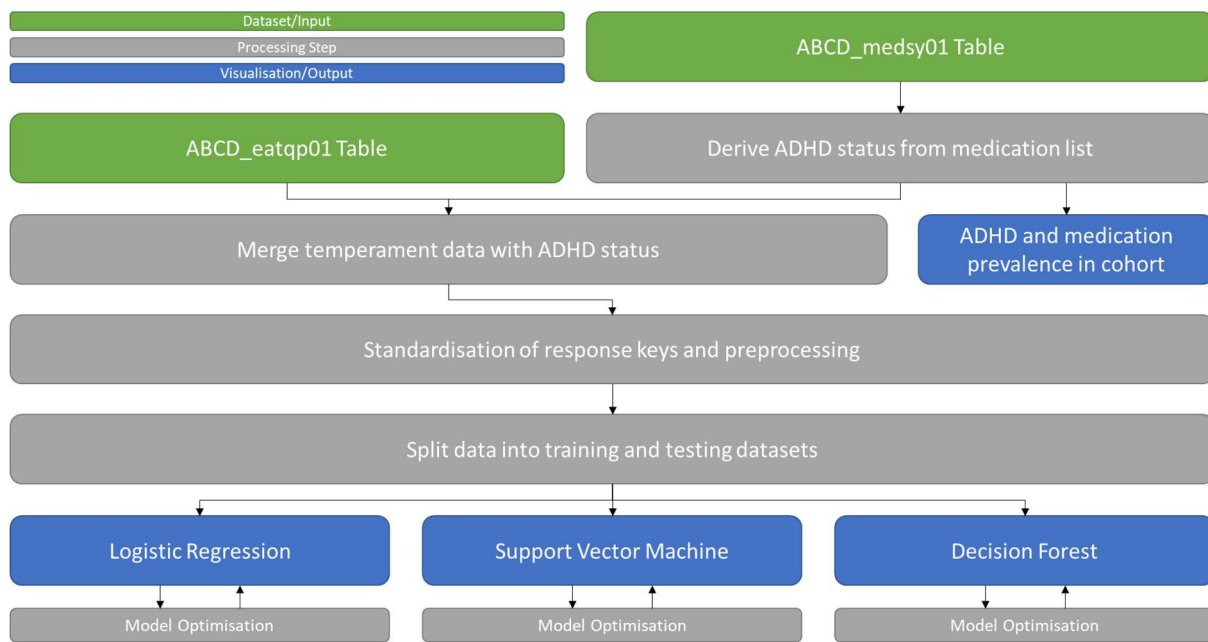 Dataset/Input
Processing Step
Visualisation/Output
ABCD_medsy01 Table
ABCD_eatqp01 Table
Derive ADHD status from medication list
Merge temperament data with ADHD status
ADHD and medication
prevalence in cohort
Standardisation of response keys and preprocessing
Split data into training and testing datasets
Logistic Regression
Support Vector Machine
Decision Forest
Model Optimisation
Model Optimisation
Model Optimisation